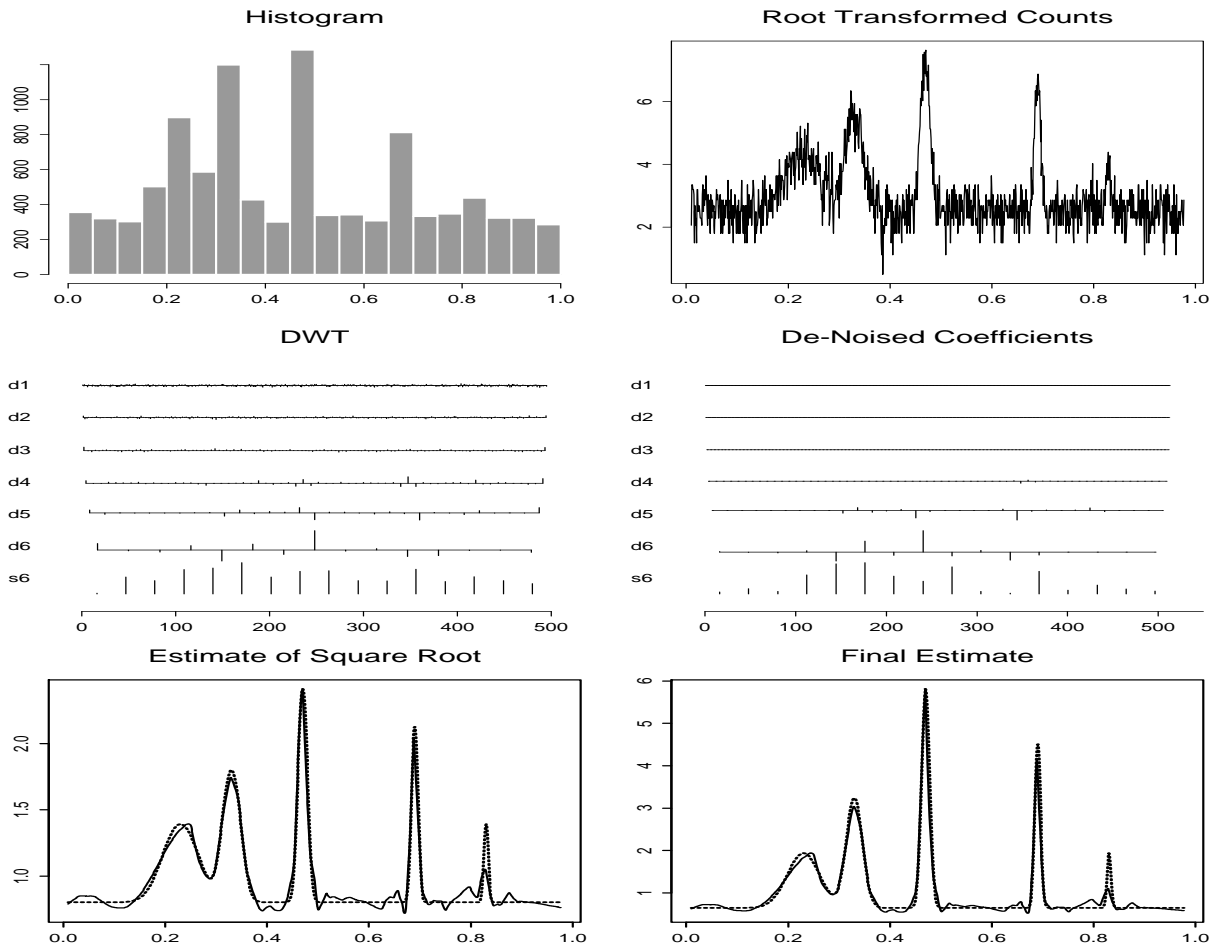 Histogram
Root Transformed Counts
0 200 400 600 800 1000
0.0 0.2 0.4 0.6 0.8 1.0
2 4 6
0.0 0.2 0.4 0.6 0.8 1.0
DWT
De-Noised Coefficients
d1
d2
d3
d4
d5
d6
s6
0 100 200 300 400 500
d1
d2
d3
d4
d5
d6
s6
0 100 200 300 400 500
Estimate of Square Root
Final Estimate
1.0 1.5 2.0
0.0 0.2 0.4 0.6 0.8 1.0
1 2 3 4 5 6
0.0 0.2 0.4 0.6 0.8 1.0